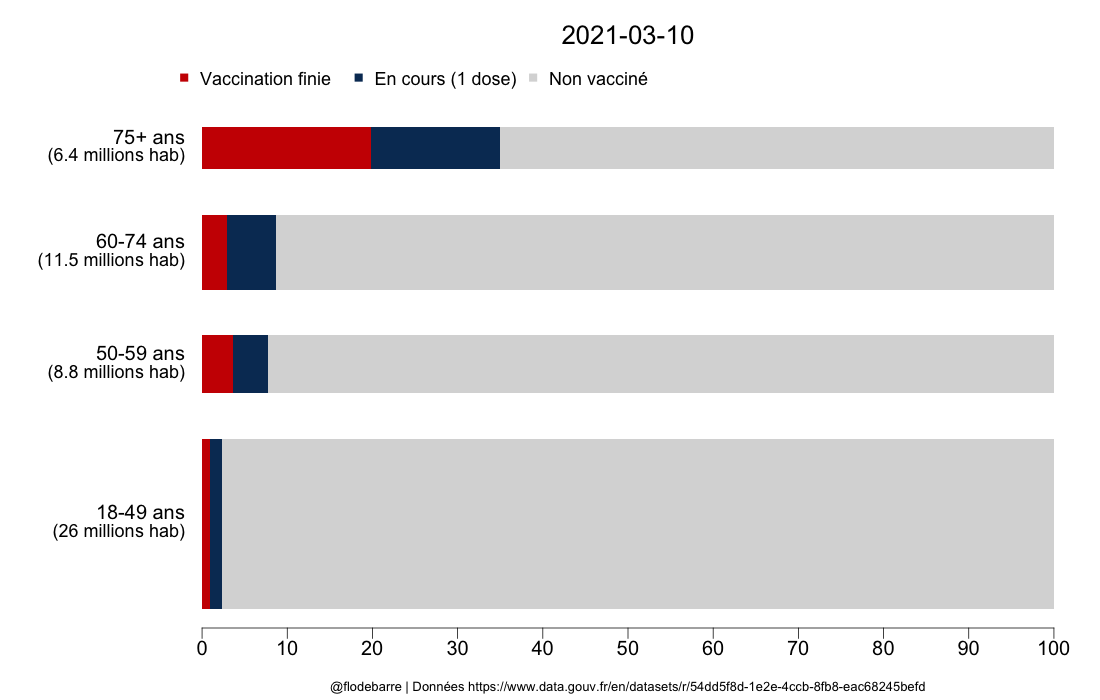 2021-03-10
Vaccination finie En cours (1 dose) Non vacciné
75+ ans
(6.4 millions hab)
60-74 ans
(11.5 millions hab)
50-59 ans
(8.8 millions hab)
18-49 ans
(26 millions hab)
0 10 20 30 40 50 60 70 80 90 100
@flodebarre | Données https://www.data.gouv.fr/en/datasets/r/54dd5f8d-1e2e-4ccb-8fb8-eac68245befd